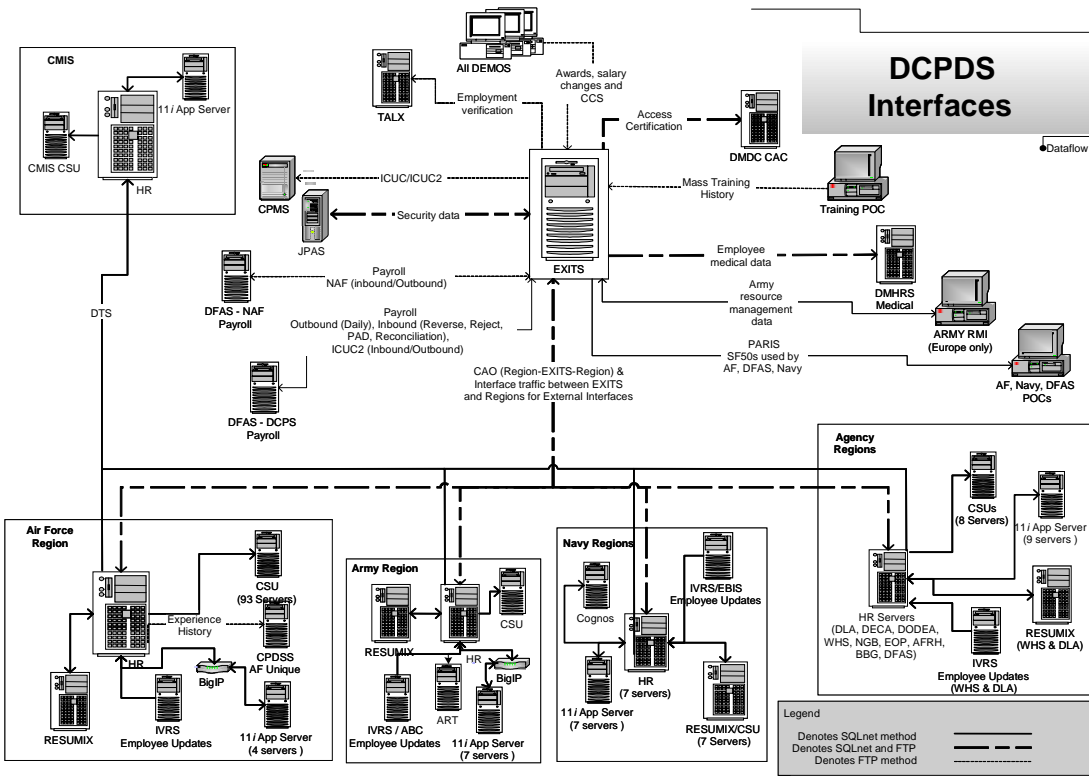 DCPDS
Interfaces
Dataflow
CMIS
11i App Server
CMIS CSU
HR
All DEMOS
TALX
Employment
verification
Awards, salary
changes and
CCS
Access
Certification
DMDC CAC
ICUC/ICUC2
CPMS
Security data
JPAS
EXITS
Mass Training
History
Training POC
Employee
medical data
DMHRS
Medical
Army
resource
management
data
ARMY RMI
(Europe only)
PARIS
SF50s used by
AF, DFAS, Navy
AF, Navy, DFAS
POCs
DFAS - NAF
Payroll
Payroll
NAF (inbound/Outbound)
Payroll
Outbound (Daily), Inbound (Reverse, Reject,
PAD, Reconciliation),
ICUC2 (Inbound/Outbound)
DFAS - DCPS
Payroll
DTS
CAO (Region-EXITS-Region) &
Interface traffic between EXITS
and Regions for External Interfaces
Air Force
Region
CSU
(93 Servers)
Experience
History
HR
CPDSS
AF Unique
BigIP
RESUMIX
IVRS
Employee Updates
11i App Server
(4 servers )
Army Region
RESUMIX
HR
CSU
BigIP
ART
IVRS / ABC
Employee Updates
11i App Server
(7 servers )
Navy Regions
Cognos
IVRS/EBIS
Employee Updates
HR
(7 servers)
11i App Server
(7 servers )
RESUMIX/CSU
(7 Servers)
Agency
Regions
CSUs
(8 Servers)
11i App Server
(9 servers )
HR Servers
(DLA, DECA, DODEA,
WHS, NGB, EOP, AFRH,
BBG, DFAS)
RESUMIX
(WHS & DLA)
IVRS
Employee Updates
(WHS & DLA)
Legend
Denotes SQLnet method
Denotes SQLnet and FTP
Denotes FTP method